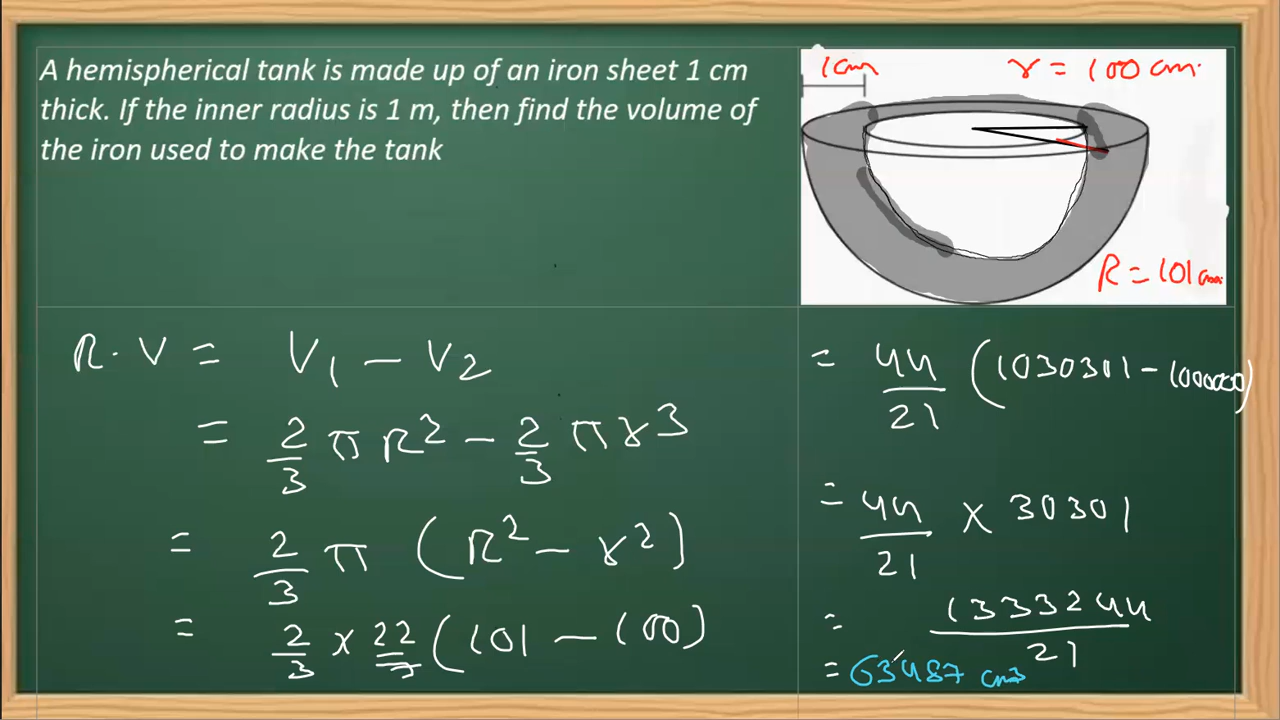 A hemispherical tank is made up of an iron sheet 1 cm
thick. If the inner radius is 1 m, then find the volume of
the iron used to make the tank
1cm
r = 100 cm
R = 101 cm
R. V = V1 - V2
= 2/3 π R² - 2/3 π r3
= 2/3 π (R² - r²)
= 2/3 × 22/7 (101 - 100)
= 44/21 (1030301 - 1000000)
= 44/21 × 30301
= 1333244/21
= 63487 cm3